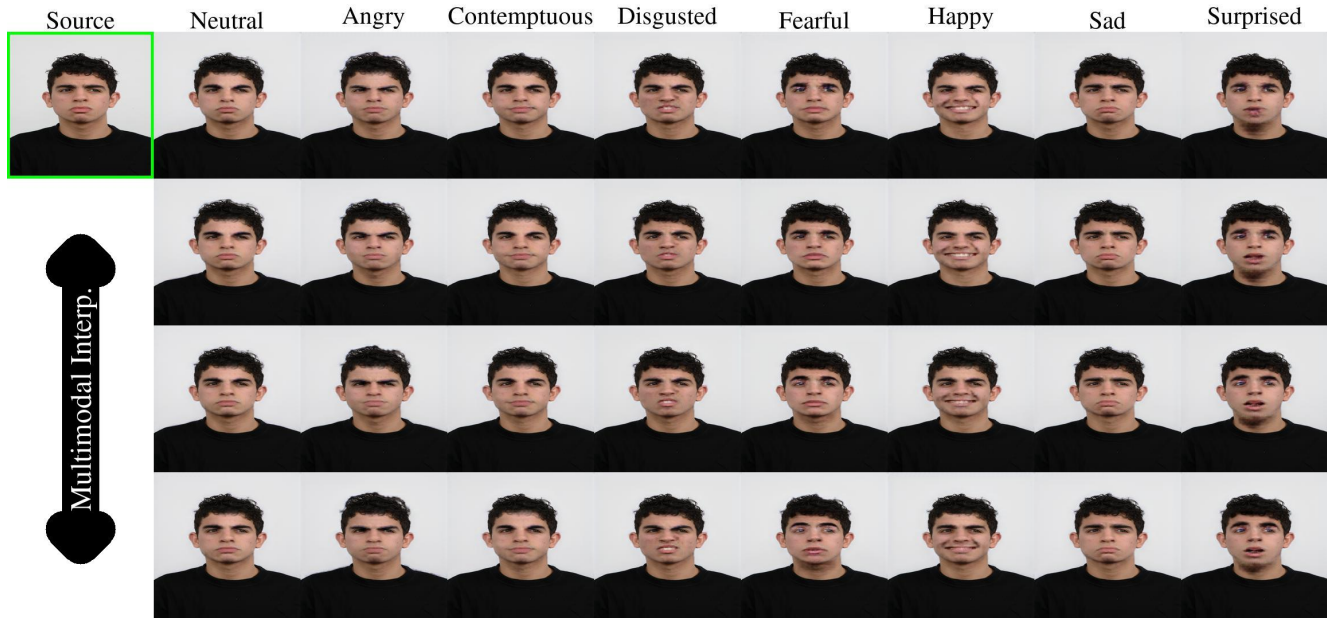 Source Neutral Angry Contemptuous Disgusted Fearful Happy Sad Surprised
Multimodal Interp.